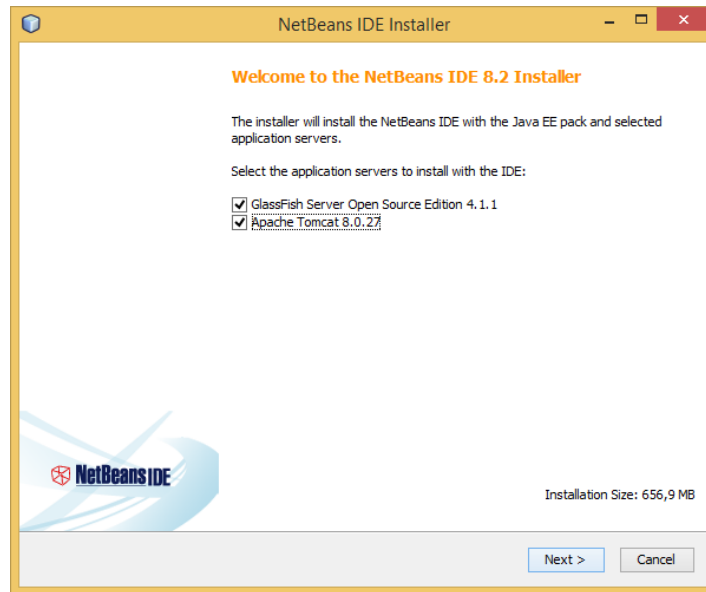 NetBeans IDE Installer
Welcome to the NetBeans IDE 8.2 Installer
The installer will install the NetBeans IDE with the Java EE pack and selected
application servers.
Select the application servers to install with the IDE:
GlassFish Server Open Source Edition 4.1.1
Apache Tomcat 8.0.27
NetBeans IDE
Installation Size: 656,9 MB
Next >
Cancel